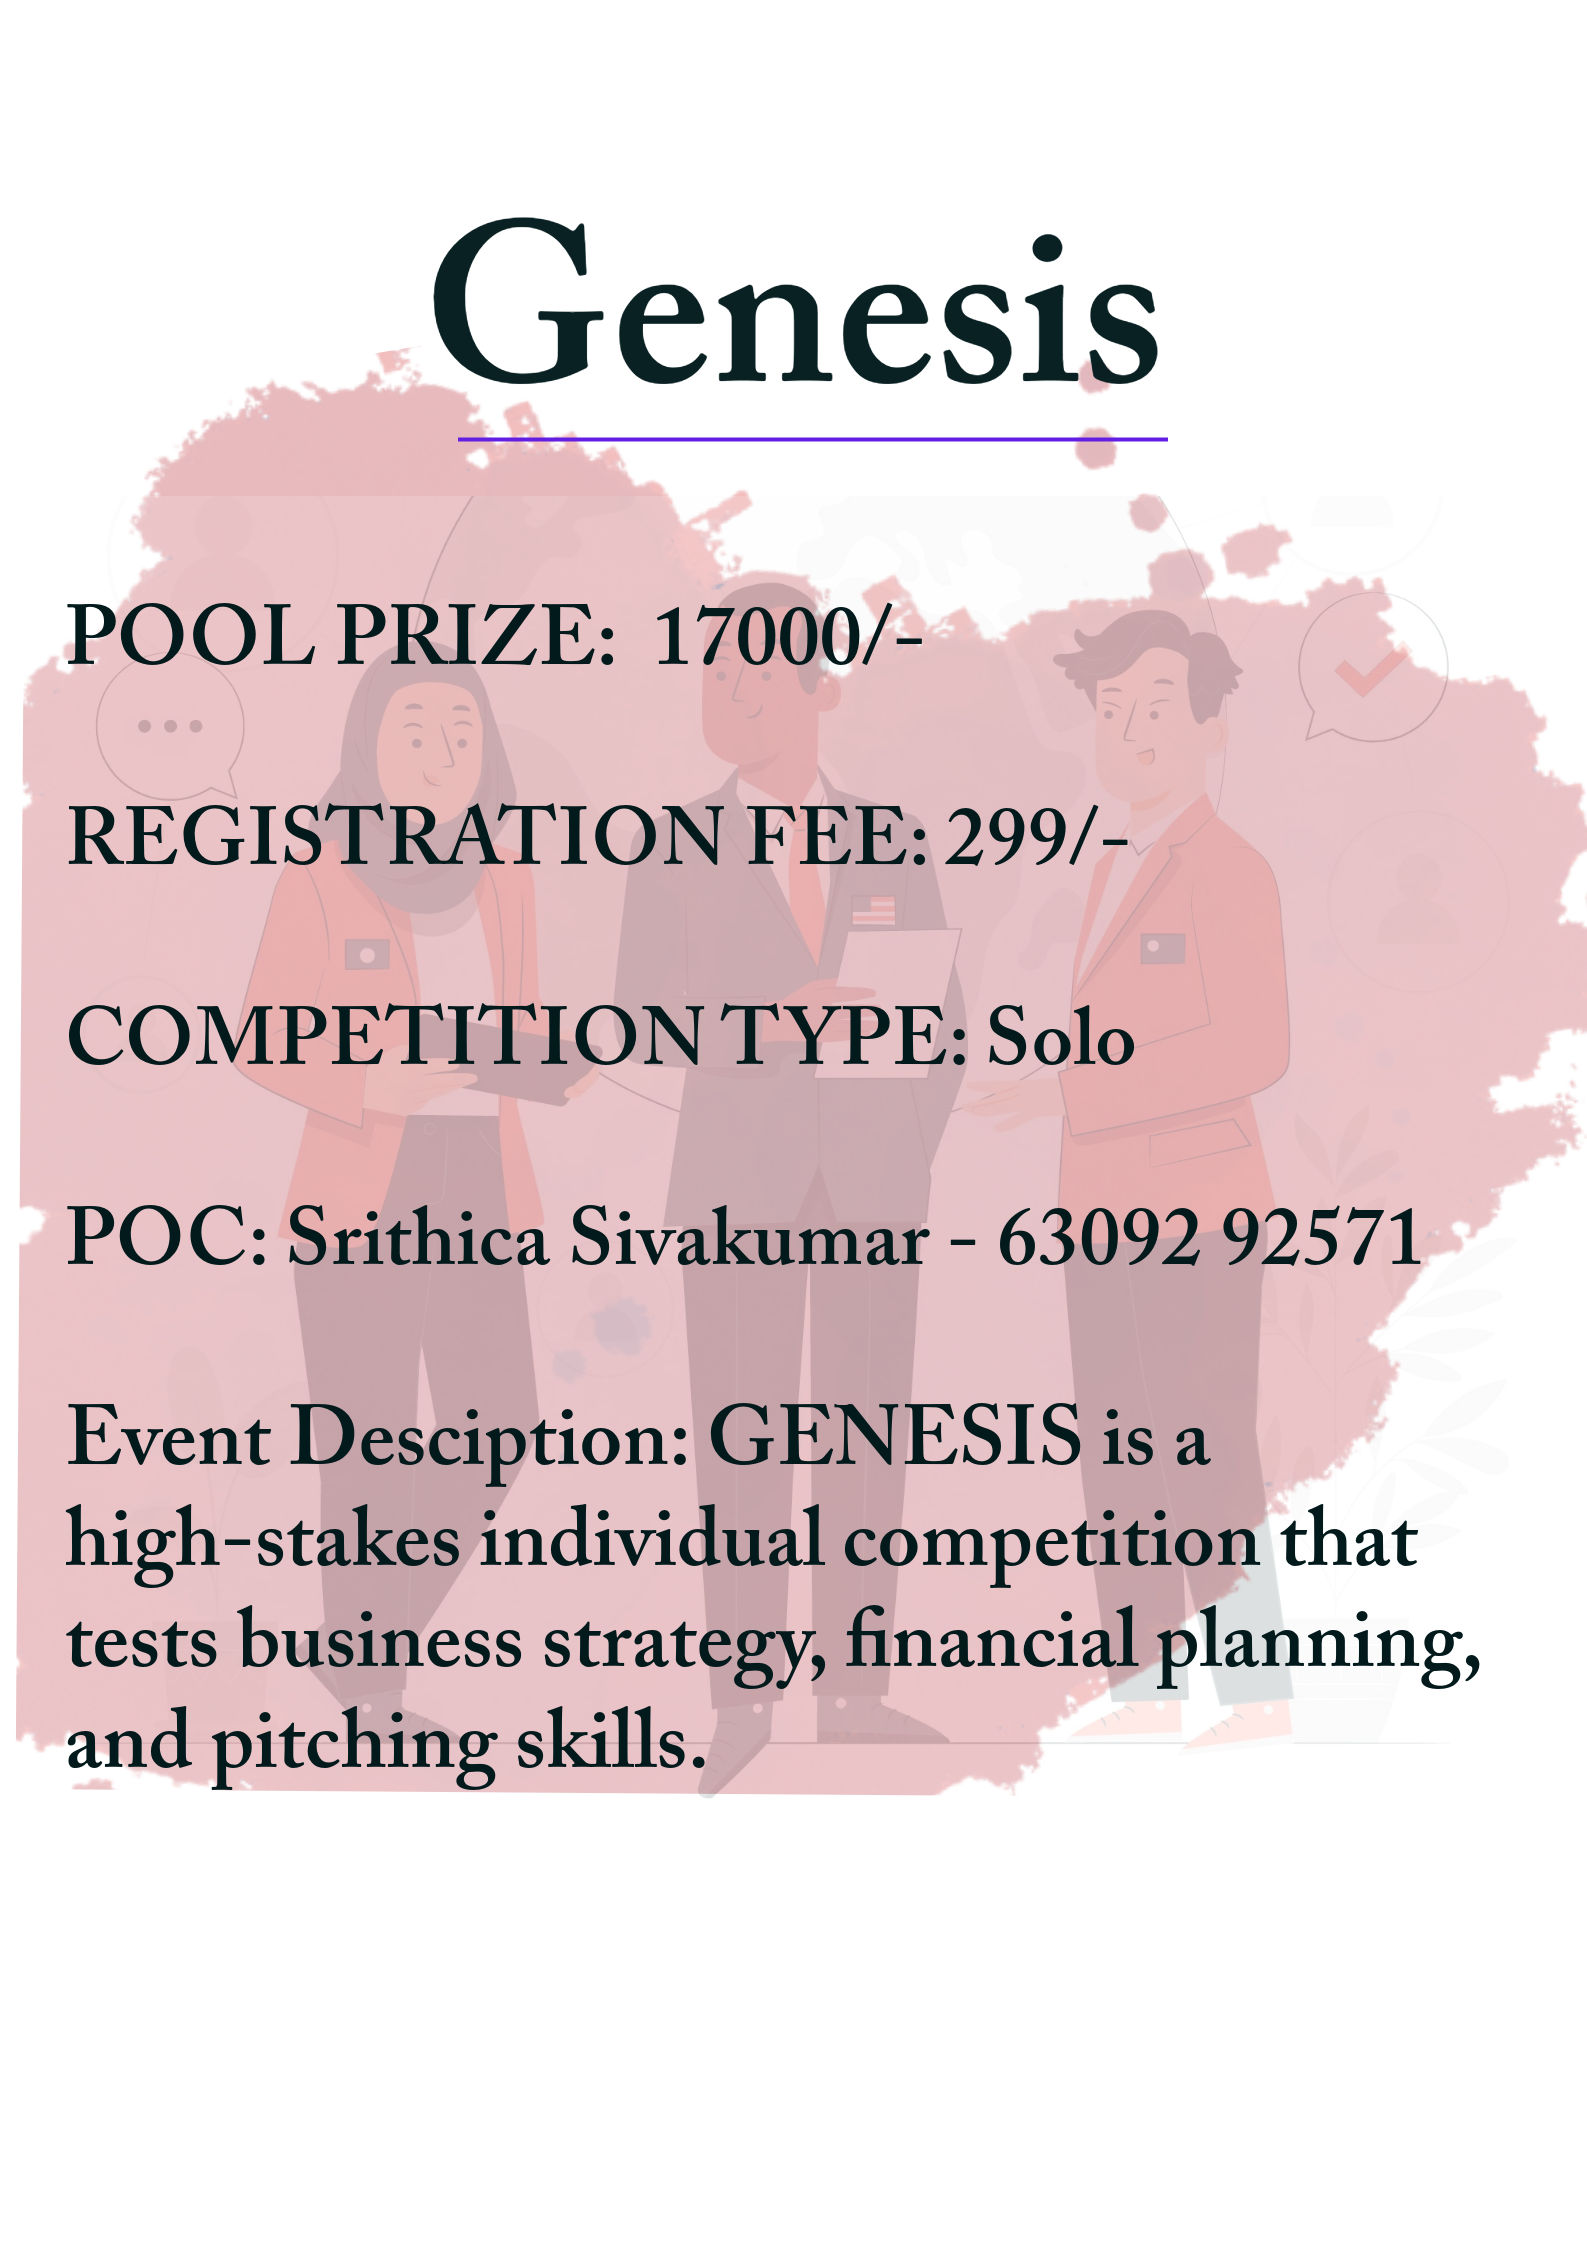 Genesis
POOL PRIZE: 17000/-
REGISTRATION FEE: 299/-
COMPETITION TYPE: Solo
POC: Srithica Sivakumar - 63092 92571
Event Desciption: GENESIS is a
high-stakes individual competition that
tests business strategy, financial planning,
and pitching skills.